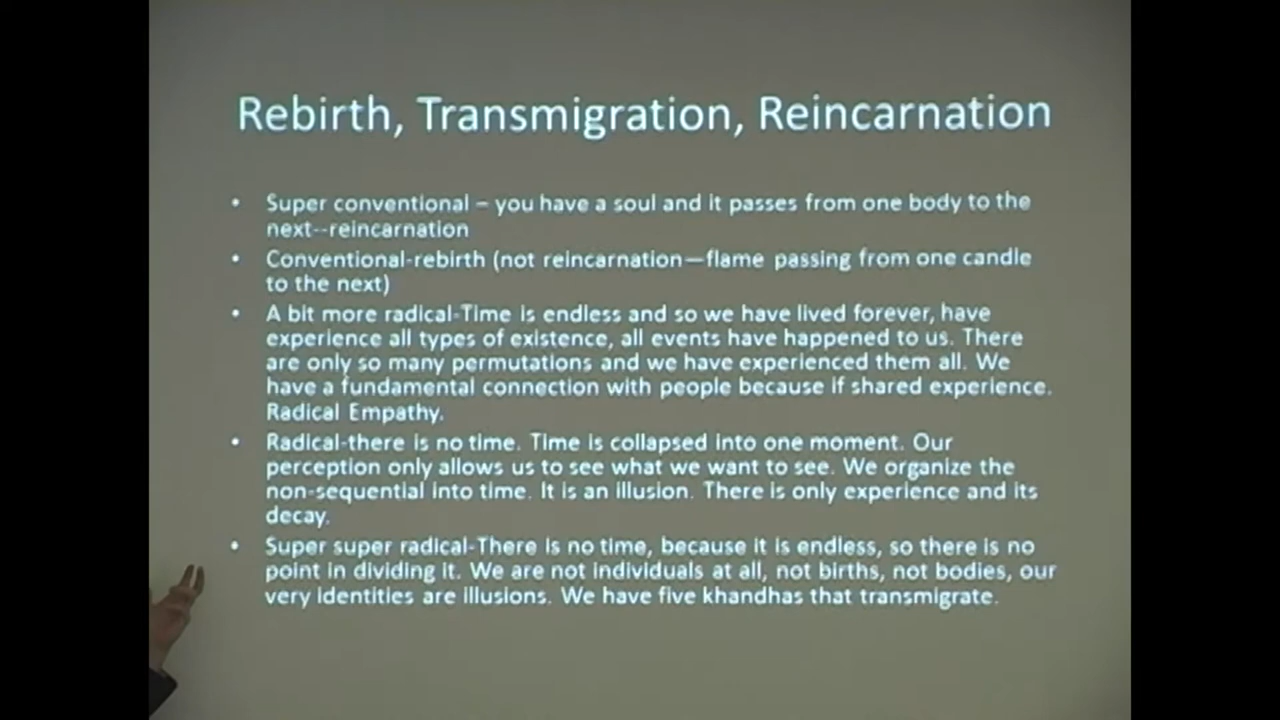 Rebirth, Transmigration, Reincarnation
• Super conventional – you have a soul and it passes from one body to the
next--reincarnation
• Conventional-rebirth (not reincarnation—flame passing from one candle
to the next)
• A bit more radical-Time is endless and so we have lived forever, have
experience all types of existence, all events have happened to us. There
are only so many permutations and we have experienced them all. We
have a fundamental connection with people because if shared experience.
Radical Empathy.
• Radical-there is no time. Time is collapsed into one moment. Our
perception only allows us to see what we want to see. We organize the
non-sequential into time. It is an illusion. There is only experience and its
decay.
• Super super radical-There is no time, because it is endless, so there is no
point in dividing it. We are not individuals at all, not births, not bodies, our
very identities are illusions. We have five khandhas that transmigrate.